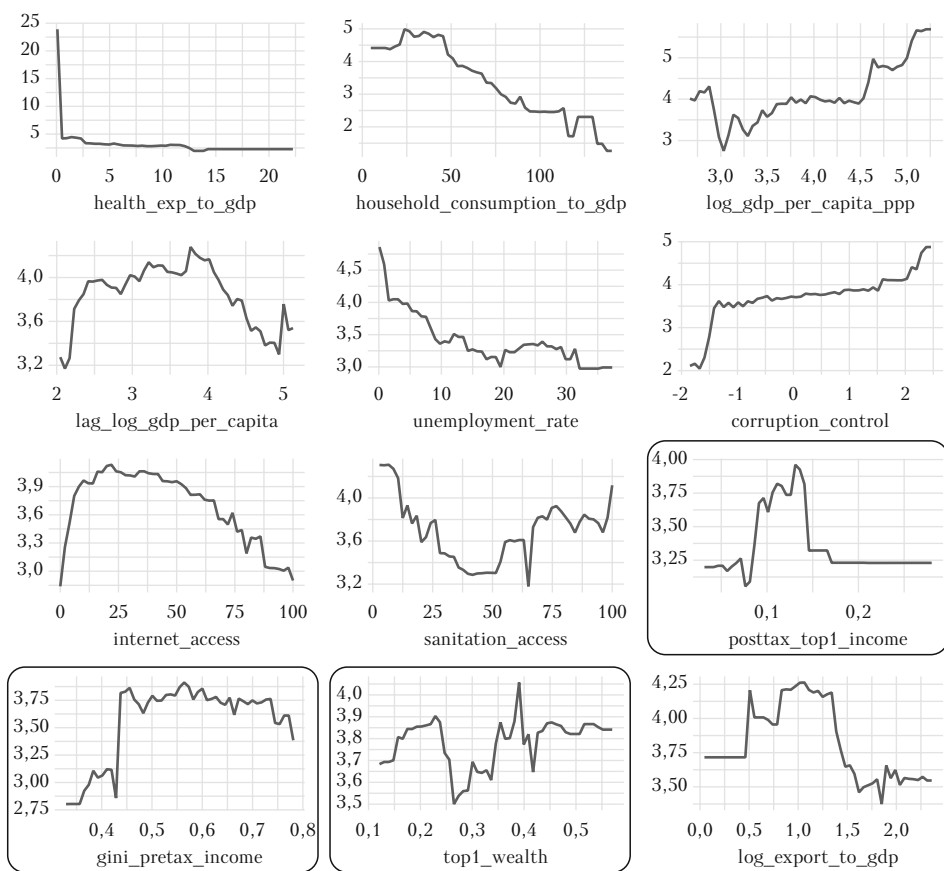 25
20
15
10
5
0 5 10 15 20
health_exp_to_gdp
5
4
3
2
0 50 100
household_consumption_to_gdp
5
4
3
3,0 3,5 4,0 4,5 5,0
log_gdp_per_capita_ppp
4,0
3,6
3,2
2 3 4 5
lag_log_gdp_per_capita
4,5
4,0
3,5
3,0
0 10 20 30
unemployment_rate
5
4
3
2
-2 -1 0 1 2
corruption_control
3,9
3,6
3,3
3,0
0 25 50 75 100
internet_access
4,0
3,6
3,2
0 25 50 75 100
sanitation_access
4,00
3,75
3,50
3,25
0,1 0,2
posttax_top1_income
3,75
3,50
3,25
3,00
2,75
0,4 0,5 0,6 0,7 0,8
gini_pretax_income
4,0
3,9
3,8
3,7
3,6
3,5
0,1 0,2 0,3 0,4 0,5
top1_wealth
4,25
4,00
3,75
3,50
0,0 0,5 1,0 1,5 2,0
log_export_to_gdp